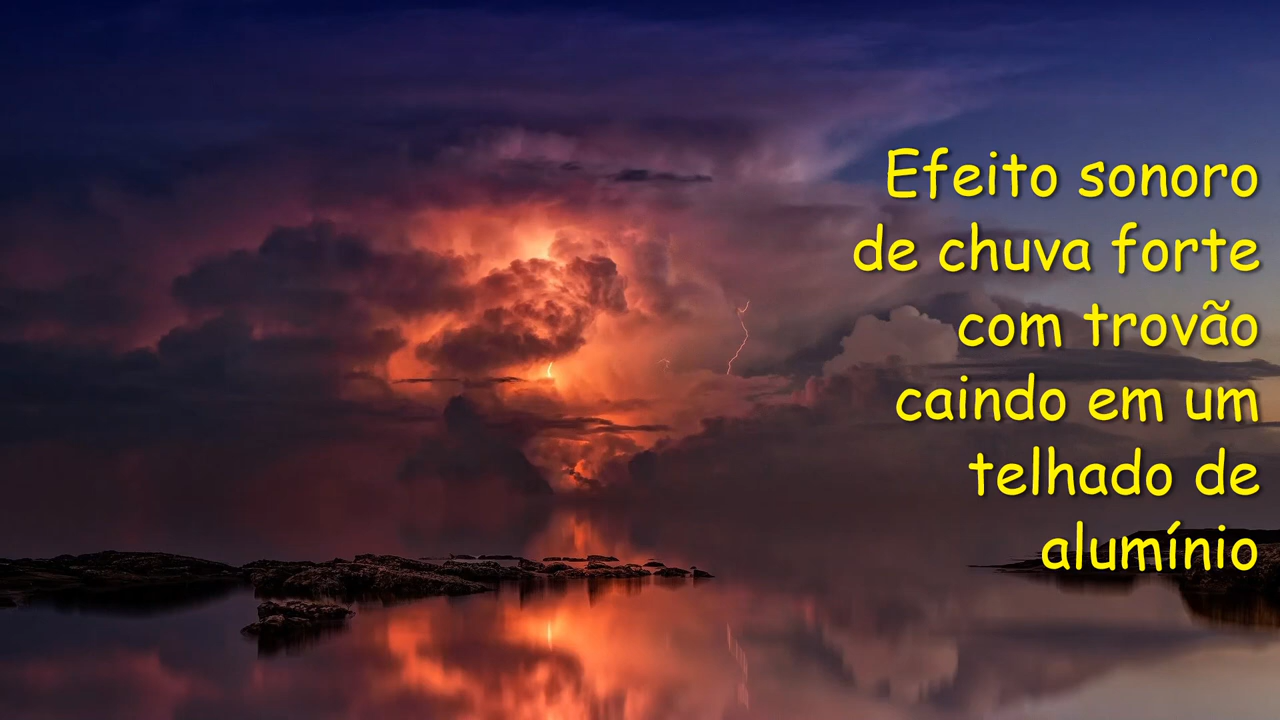 Efeito sonoro
de chuva forte
com trovão
caindo em um
telhado de
alumínio